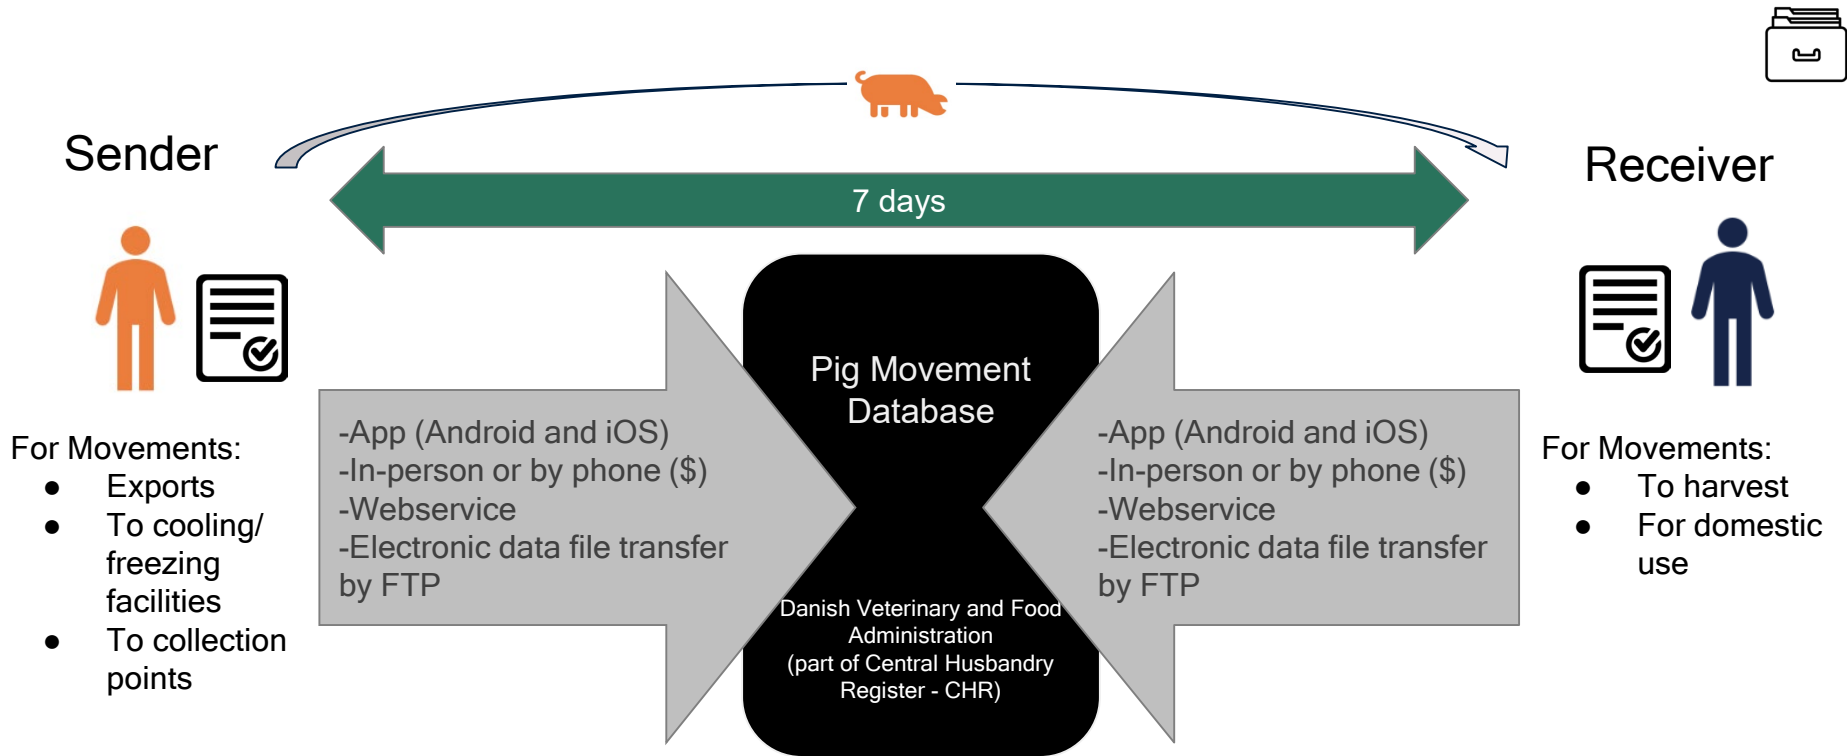 Sender
Receiver
7 days
For Movements:
● Exports
● To cooling/
freezing
facilities
● To collection
points
-App (Android and iOS)
-In-person or by phone ($)
-Webservice
-Electronic data file transfer
by FTP
Pig Movement
Database
Danish Veterinary and Food
Administration
(part of Central Husbandry
Register - CHR)
-App (Android and iOS)
-In-person or by phone ($)
-Webservice
-Electronic data file transfer
by FTP
For Movements:
● To harvest
● For domestic
use